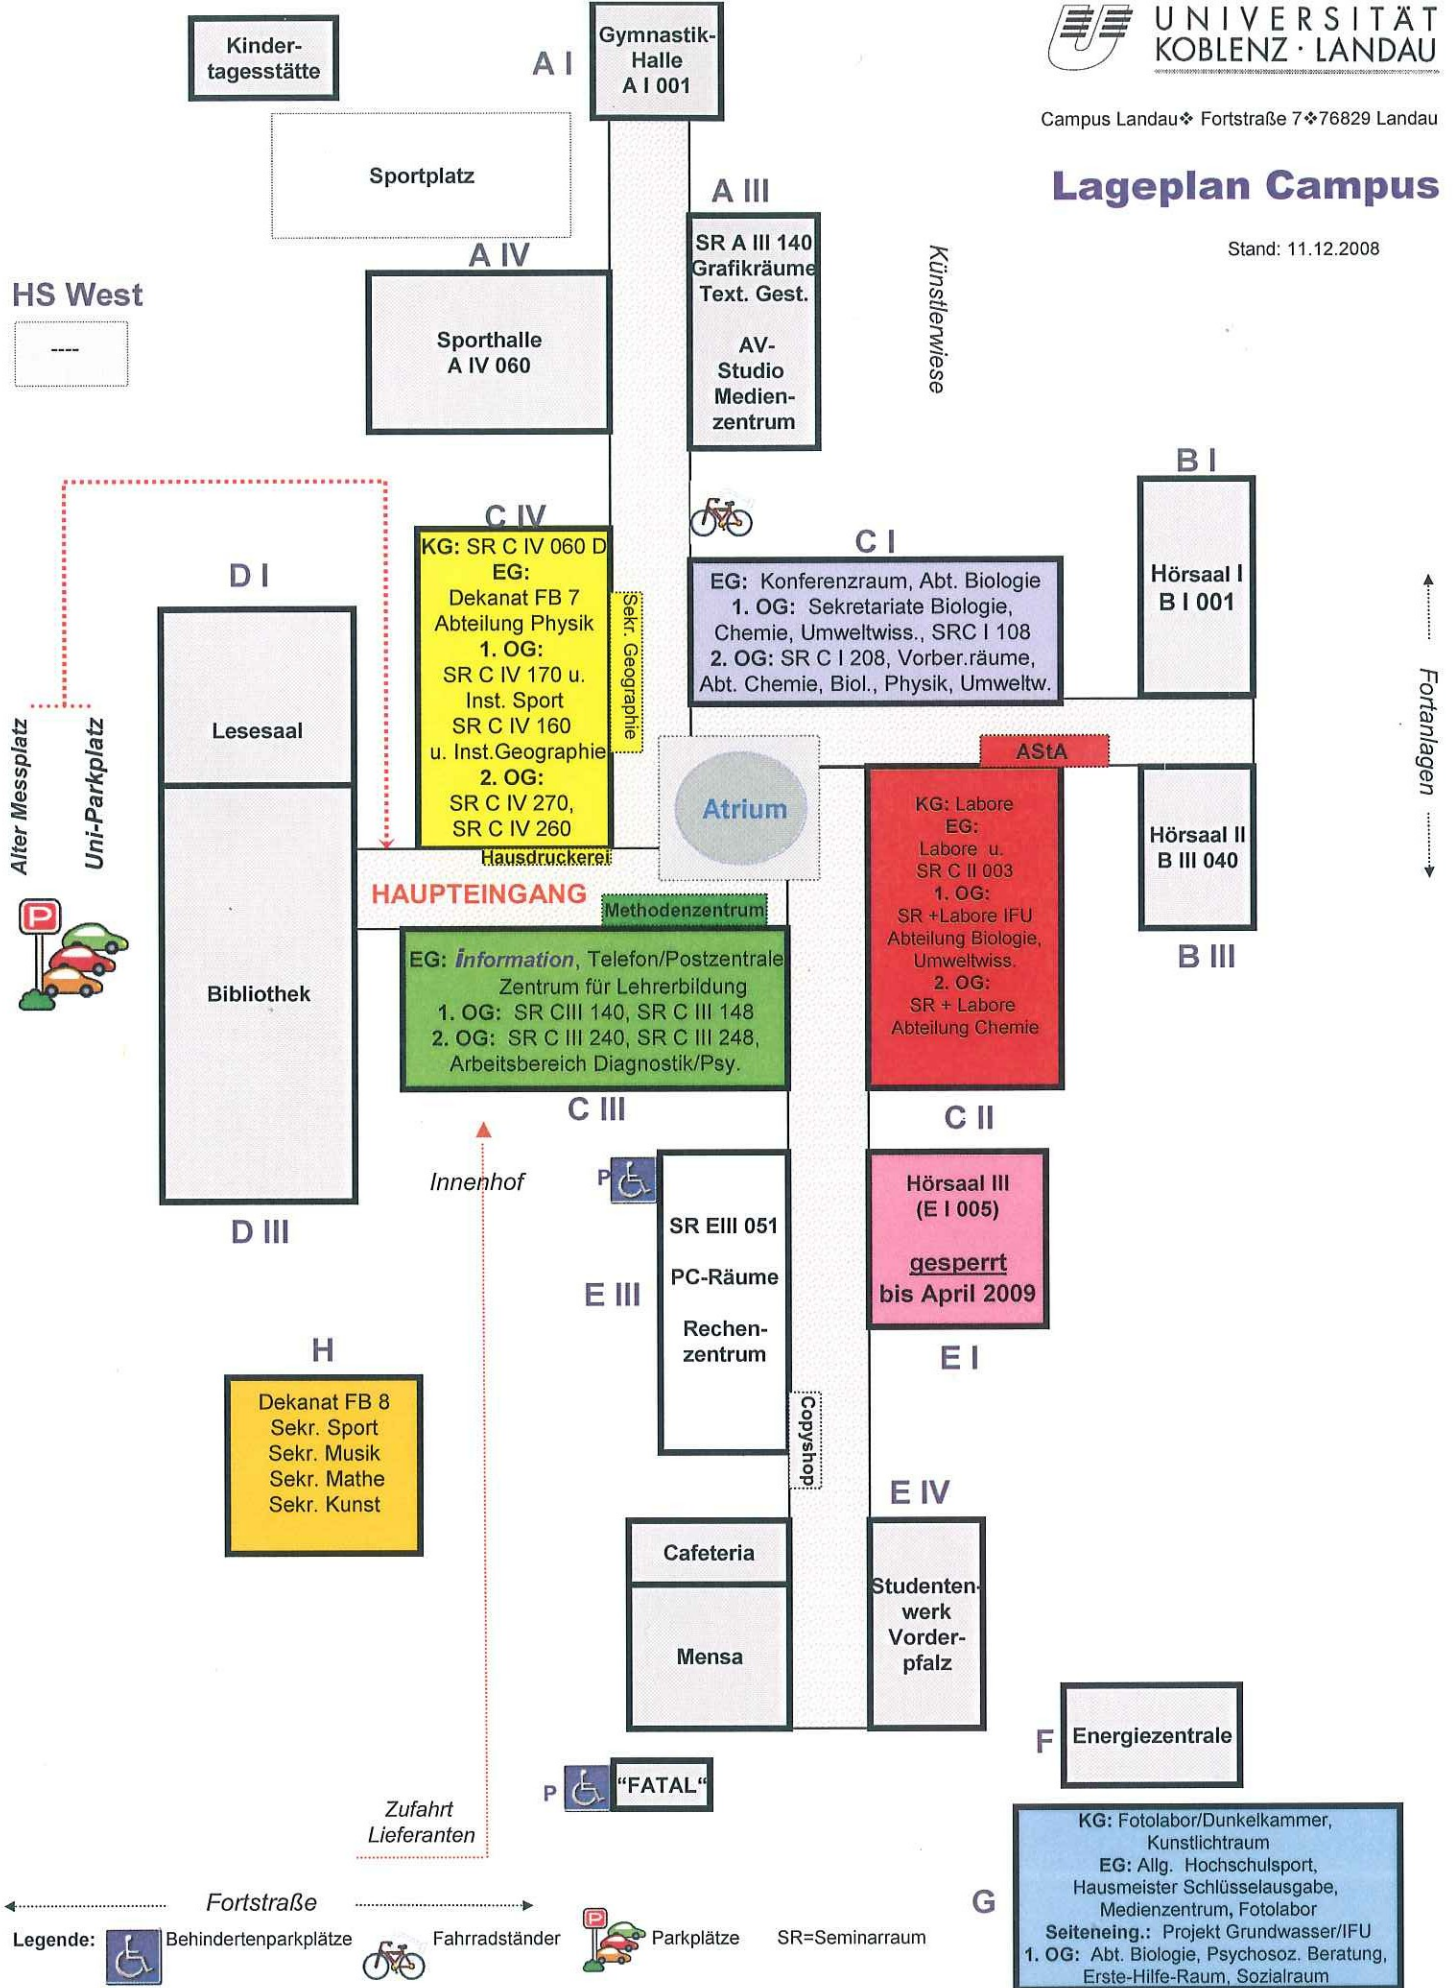 UNIVERSITÄT
KOBLENZ · LANDAU
Campus Landau❖ Fortstraße 7❖76829 Landau
Lageplan Campus
Stand: 11.12.2008
Kinder-
tagesstätte
A I
Gymnastik-
Halle
A I 001
Sportplatz
A III
SR A III 140
Grafikräume
Text. Gest.
AV-
Studio
Medien-
zentrum
Künstlerwiese
A IV
Sporthalle
A IV 060
HS West
----
B I
Hörsaal I
B I 001
C IV
KG: SR C IV 060 D
EG:
Dekanat FB 7
Abteilung Physik
1. OG:
SR C IV 170 u.
Inst. Sport
SR C IV 160
u. Inst.Geographie
2. OG:
SR C IV 270,
SR C IV 260
Sekr. Geographie
Hausdruckerei
C I
EG: Konferenzraum, Abt. Biologie
1. OG: Sekretariate Biologie,
Chemie, Umweltwiss., SRC I 108
2. OG: SR C I 208, Vorber.räume,
Abt. Chemie, Biol., Physik, Umweltw.
Fortanlagen
D I
Lesesaal
Alter Messplatz
Uni-Parkplatz
P
Bibliothek
D III
Atrium
AStA
KG: Labore
EG:
Labore u.
SR C II 003
1. OG:
SR +Labore IFU
Abteilung Biologie,
Umweltwiss.
2. OG:
SR + Labore
Abteilung Chemie
C II
Hörsaal II
B III 040
B III
HAUPTEINGANG
Methodenzentrum
EG: information, Telefon/Postzentrale
Zentrum für Lehrerbildung
1. OG: SR CIII 140, SR C III 148
2. OG: SR C III 240, SR C III 248,
Arbeitsbereich Diagnostik/Psy.
C III
Innenhof
P
SR EIII 051
PC-Räume
Rechen-
zentrum
E III
Hörsaal III
(E I 005)
gesperrt
bis April 2009
E I
H
Dekanat FB 8
Sekr. Sport
Sekr. Musik
Sekr. Mathe
Sekr. Kunst
Copyshop
E IV
Cafeteria
Mensa
Studenten-
werk
Vorder-
pfalz
F
Energiezentrale
P
"FATAL"
Zufahrt
Lieferanten
G
KG: Fotolabor/Dunkelkammer,
Kunstlichtraum
EG: Allg. Hochschulsport,
Hausmeister Schlüsselausgabe,
Medienzentrum, Fotolabor
Seiteneing.: Projekt Grundwasser/IFU
1. OG: Abt. Biologie, Psychosoz. Beratung,
Erste-Hilfe-Raum, Sozialraum
Fortstraße
Legende: Behindertenparkplätze Fahrradständer P Parkplätze SR=Seminarraum